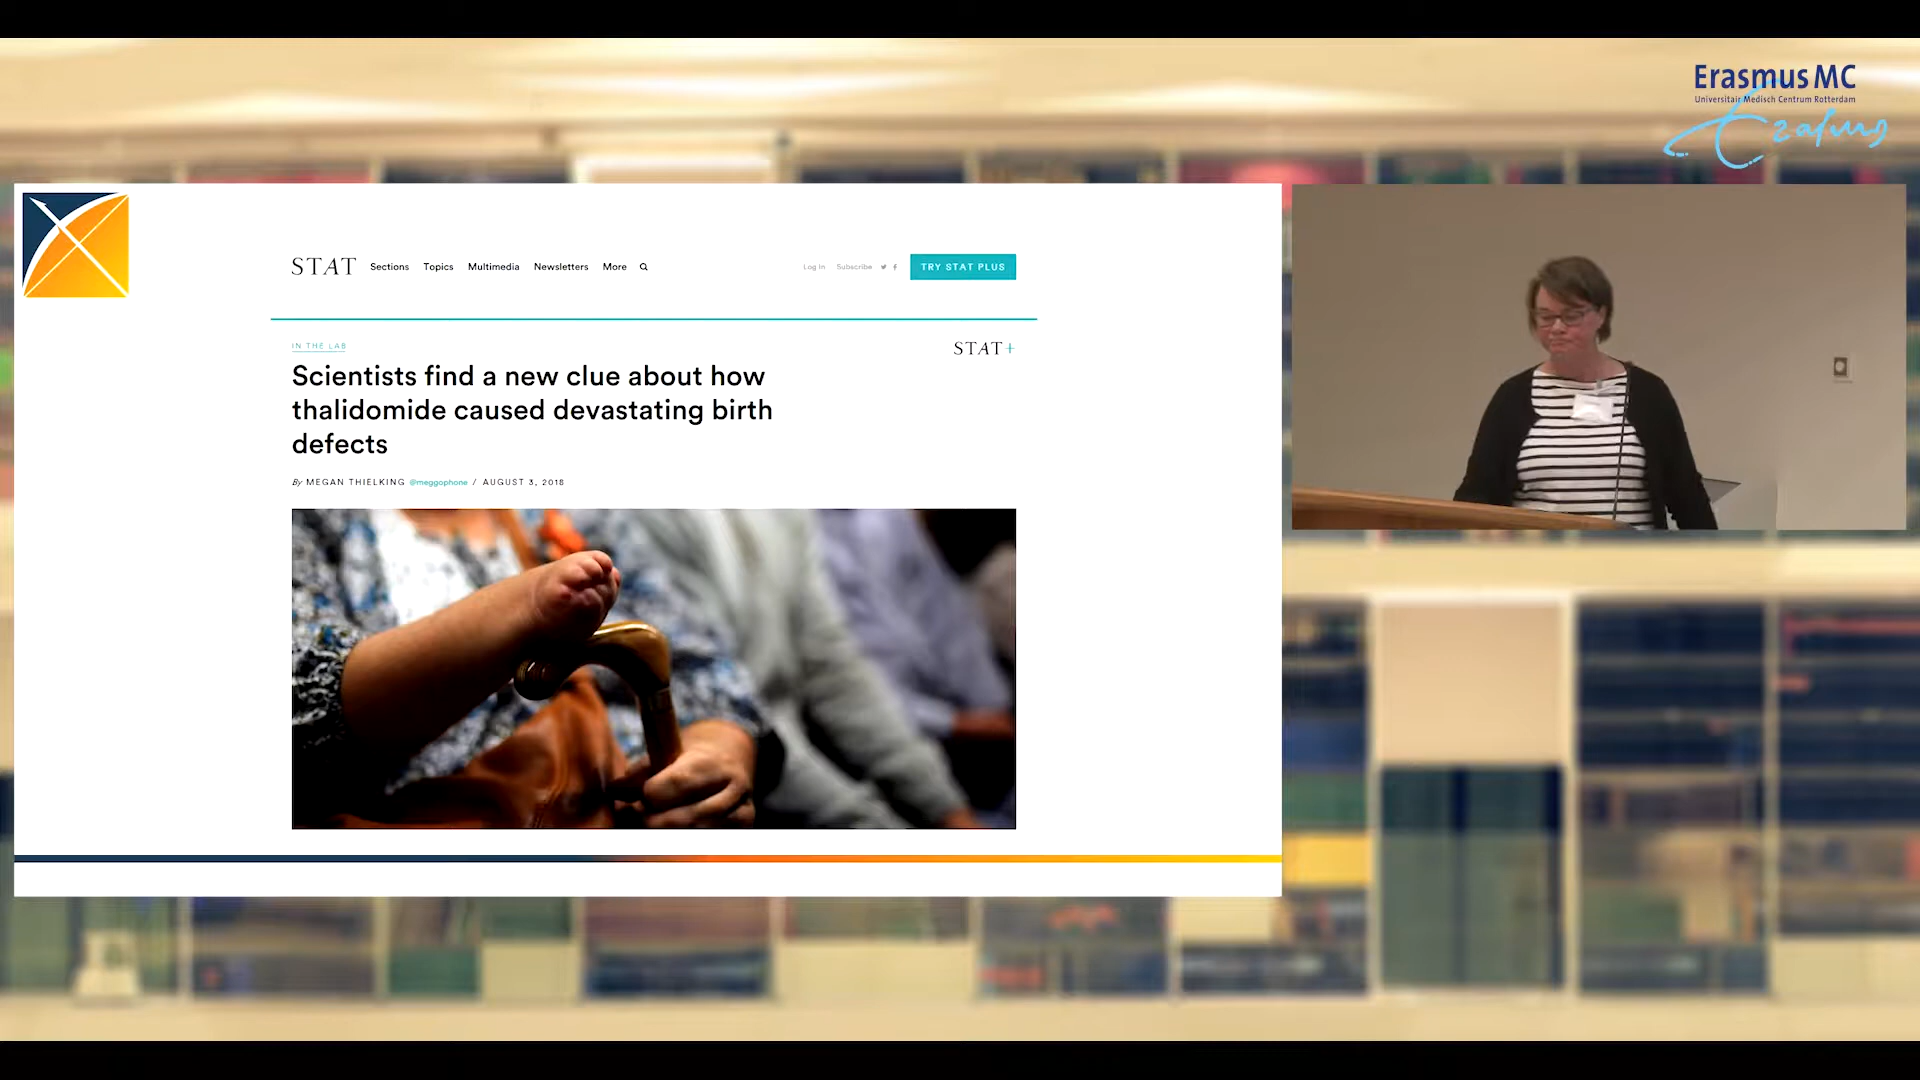 Erasmus MC
Universitair Medisch Centrum Rotterdam
Erasmus
STAT Sections Topics Multimedia Newsletters More Log In Subscribe TRY STAT PLUS
IN THE LAB
STAT+
Scientists find a new clue about how
thalidomide caused devastating birth
defects
By MEGAN THIELKING @meggophone / AUGUST 3, 2018